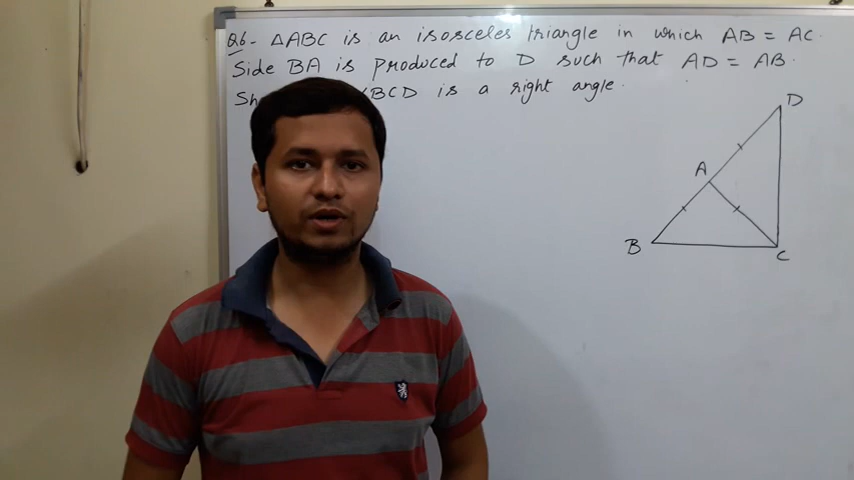 Q6- △ABC is an isosceles triangle in which AB = AC.
Side BA is produced to D such that AD = AB.
∠BCD is a right angle.
D
A
B
C